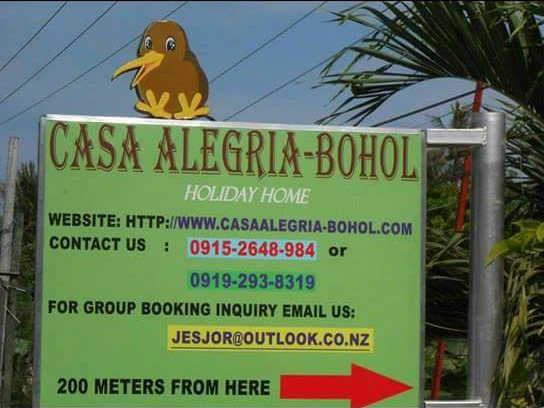 CASA ALEGRIA-BOHOL
HOLIDAY HOME
WEBSITE: HTTP://WWW.CASAALEGRIA-BOHOL.COM
CONTACT US : 0915-2648-984 or
0919-293-8319
FOR GROUP BOOKING INQUIRY EMAIL US:
JESJOR@OUTLOOK.CO.NZ
200 METERS FROM HERE